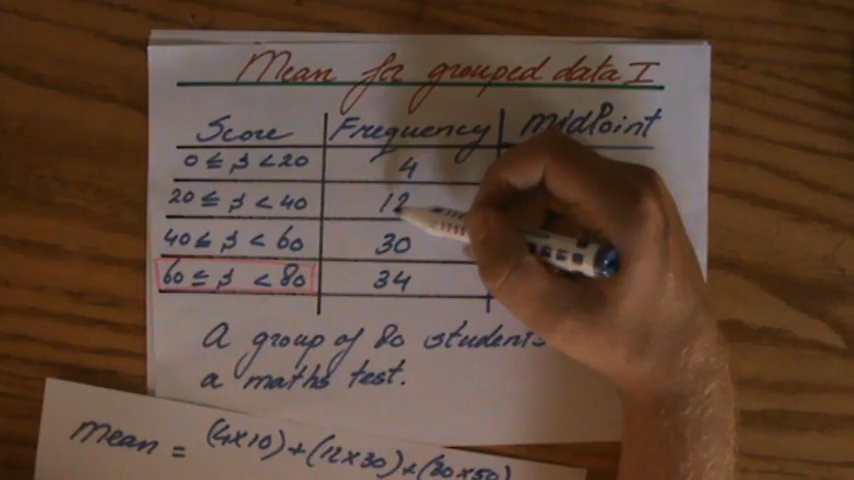 Mean for grouped data I
Score Frequency Midpoint
0 ≤ s < 20 4
20 ≤ s < 40 12
40 ≤ s < 60 30
60 ≤ s < 80 34
A group of 80 students
a maths test.
Mean = (4×10)+(12×30)+(30×50)